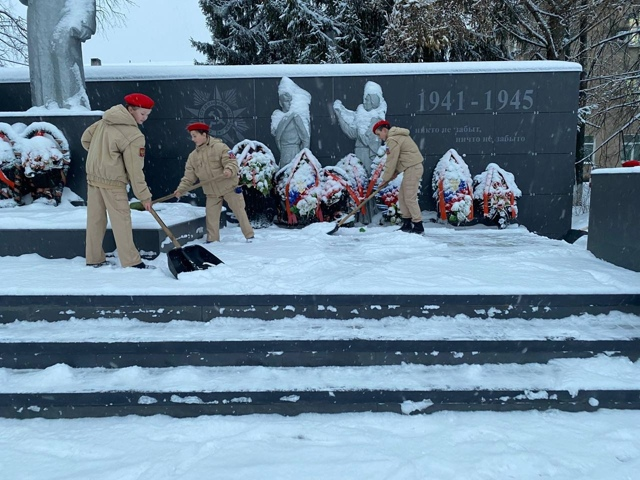 1941-1945
никто не забыт,
ничто не забыто